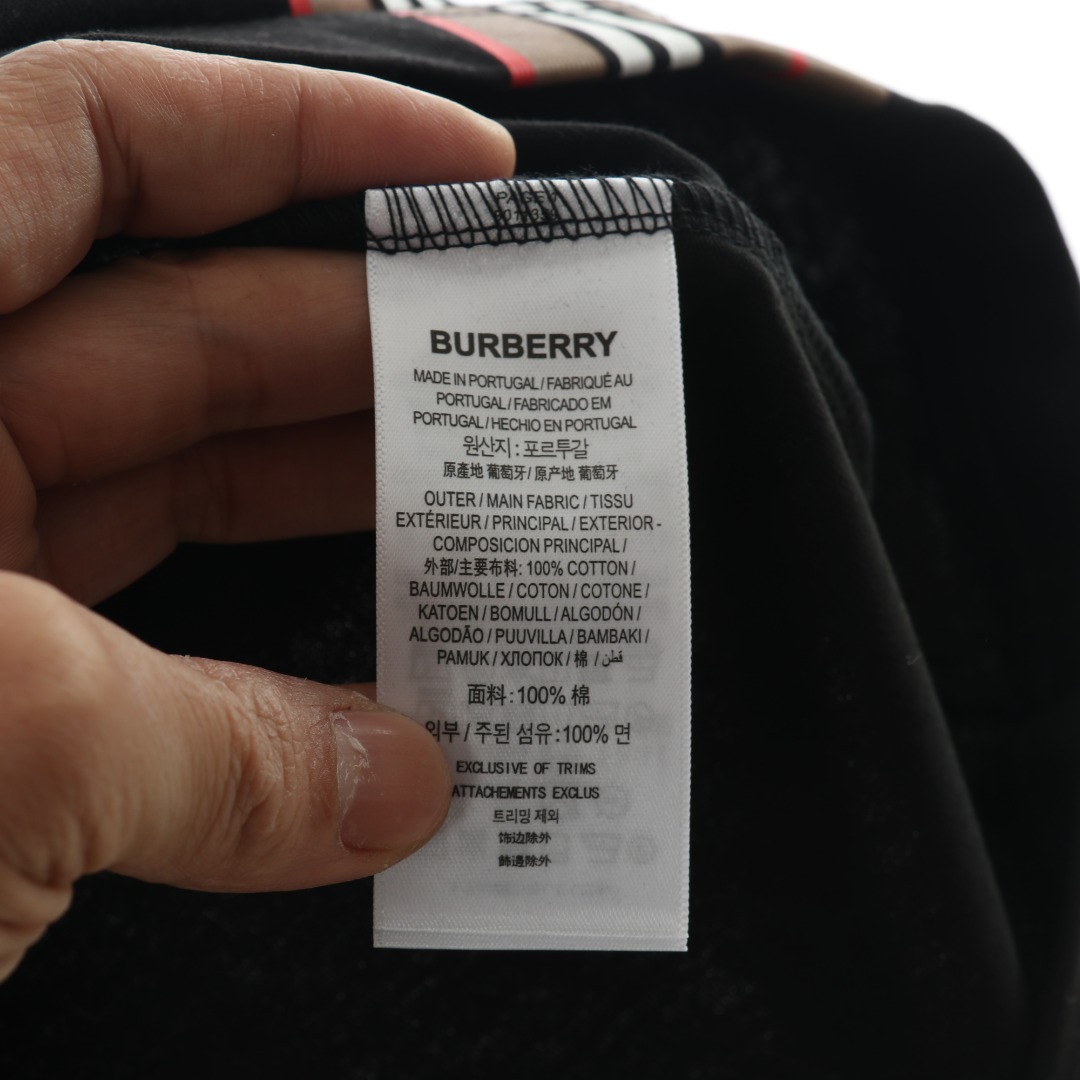 PAGE 1
BURBERRY
MADE IN PORTUGAL / FABRIQUÉ AU
PORTUGAL / FABRICADO EM
PORTUGAL / HECHIO EN PORTUGAL
원산지 : 포르투갈
原產地 葡萄牙 / 原产地 葡萄牙
OUTER / MAIN FABRIC / TISSU
EXTÉRIEUR / PRINCIPAL / EXTERIOR -
COMPOSICION PRINCIPAL /
外部/主要布料: 100% COTTON /
BAUMWOLLE / COTON / COTONE /
KATOEN / BOMULL / ALGODÓN /
ALGODÃO / PUUVILLA / BAMBAKI /
PAMUK / ХЛОПОК / 棉 / قطن
面料 : 100% 棉
외부 / 주된 섬유 : 100% 면
EXCLUSIVE OF TRIMS
ATTACHEMENTS EXCLUS
트리밍 제외
饰边除外
飾邊除外